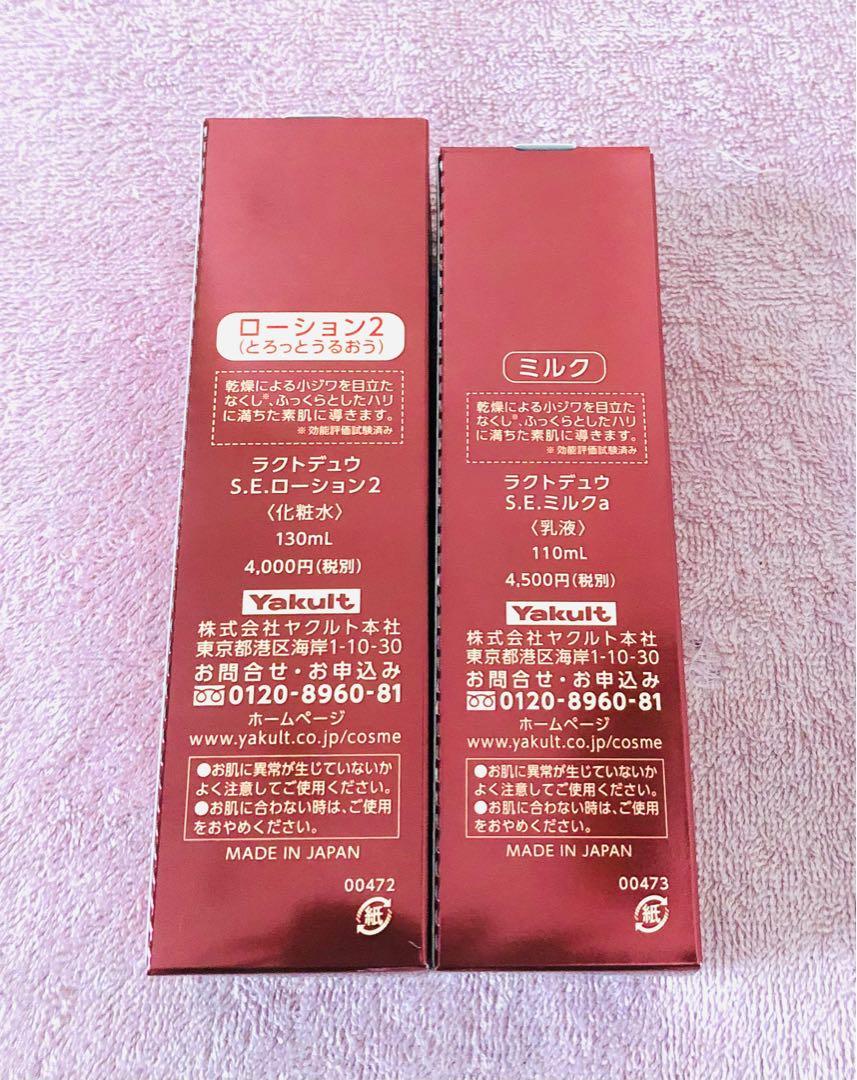 ローション2
(とろっとうるおう)
乾燥による小ジワを目立た
なくし※、ふっくらとしたハリ
に満ちた素肌に導きます。
※効能評価試験済み
ラクトデュウ
S.E.ローション2
〈化粧水〉
130mL
4,000円(税別)
Yakult
株式会社ヤクルト本社
東京都港区海岸1-10-30
お問合せ・お申込み
0120-8960-81
ホームページ
www.yakult.co.jp/cosme
●お肌に異常が生じていないか
よく注意してご使用ください。
●お肌に合わない時は、ご使用
をおやめください。
MADE IN JAPAN
00472
紙
ミルク
乾燥による小ジワを目立た
なくし※、ふっくらとしたハリ
に満ちた素肌に導きます。
※効能評価試験済み
ラクトデュウ
S.E.ミルクa
〈乳液〉
110mL
4,500円(税別)
Yakult
株式会社ヤクルト本社
東京都港区海岸1-10-30
お問合せ・お申込み
0120-8960-81
ホームページ
www.yakult.co.jp/cosme
●お肌に異常が生じていないか
よく注意してご使用ください。
●お肌に合わない時は、ご使用
をおやめください。
MADE IN JAPAN
00473
紙